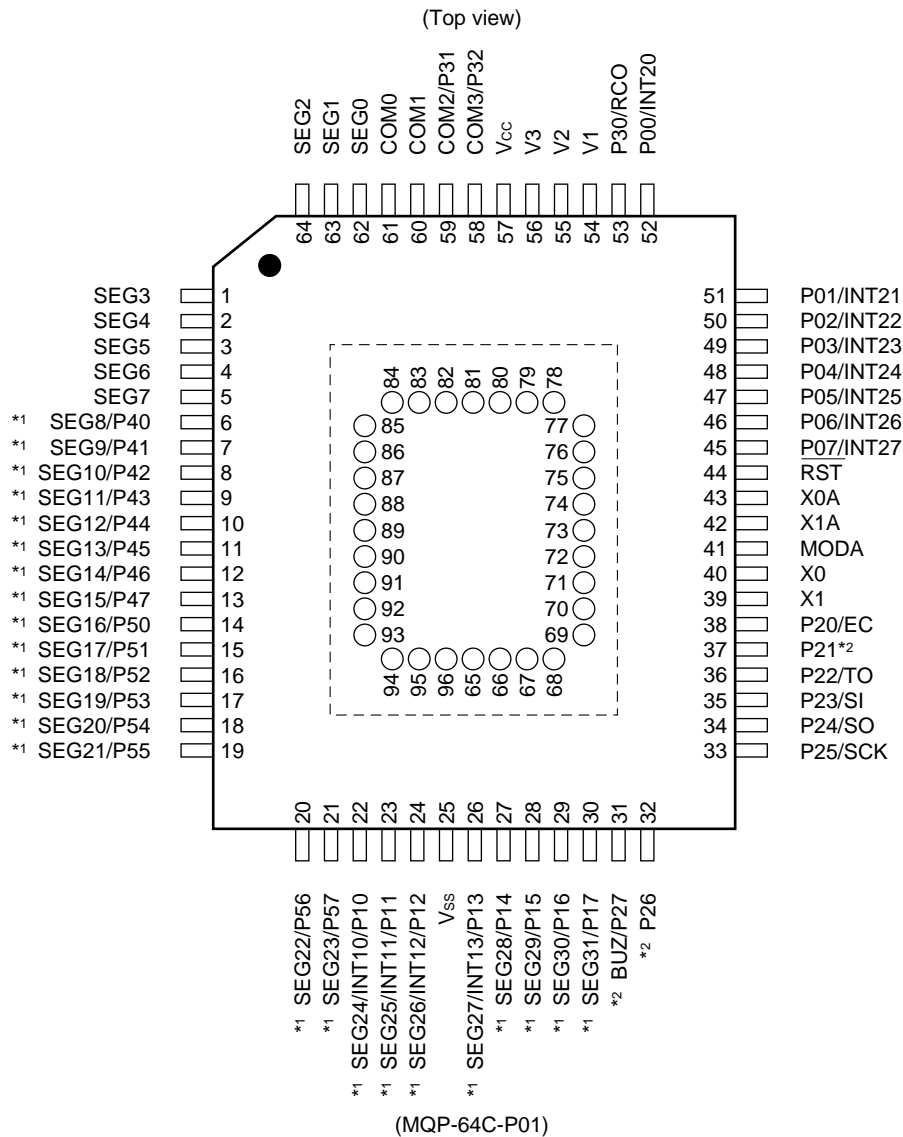 (Top view)
SEG2
SEG1
SEG0
COM0
COM1
COM2/P31
COM3/P32
Vcc
V3
V2
V1
P30/RCO
P00/INT20
64
63
62
61
60
59
58
57
56
55
54
53
52
SEG3 1
SEG4 2
SEG5 3
SEG6 4
SEG7 5
*1 SEG8/P40 6
*1 SEG9/P41 7
*1 SEG10/P42 8
*1 SEG11/P43 9
*1 SEG12/P44 10
*1 SEG13/P45 11
*1 SEG14/P46 12
*1 SEG15/P47 13
*1 SEG16/P50 14
*1 SEG17/P51 15
*1 SEG18/P52 16
*1 SEG19/P53 17
*1 SEG20/P54 18
*1 SEG21/P55 19
84
83
82
81
80
79
78
85
86
87
88
89
90
91
92
93
77
76
75
74
73
72
71
70
69
94
95
96
65
66
67
68
51 P01/INT21
50 P02/INT22
49 P03/INT23
48 P04/INT24
47 P05/INT25
46 P06/INT26
45 P07/INT27
44 RST
43 X0A
42 X1A
41 MODA
40 X0
39 X1
38 P20/EC
37 P21*2
36 P22/TO
35 P23/SI
34 P24/SO
33 P25/SCK
20
21
22
23
24
25
26
27
28
29
30
31
32
*1 SEG22/P56
*1 SEG23/P57
*1 SEG24/INT10/P10
*1 SEG25/INT11/P11
*1 SEG26/INT12/P12
Vss
*1 SEG27/INT13/P13
*1 SEG28/P14
*1 SEG29/P15
*1 SEG30/P16
*1 SEG31/P17
*2 BUZ/P27
*2 P26
(MQP-64C-P01)